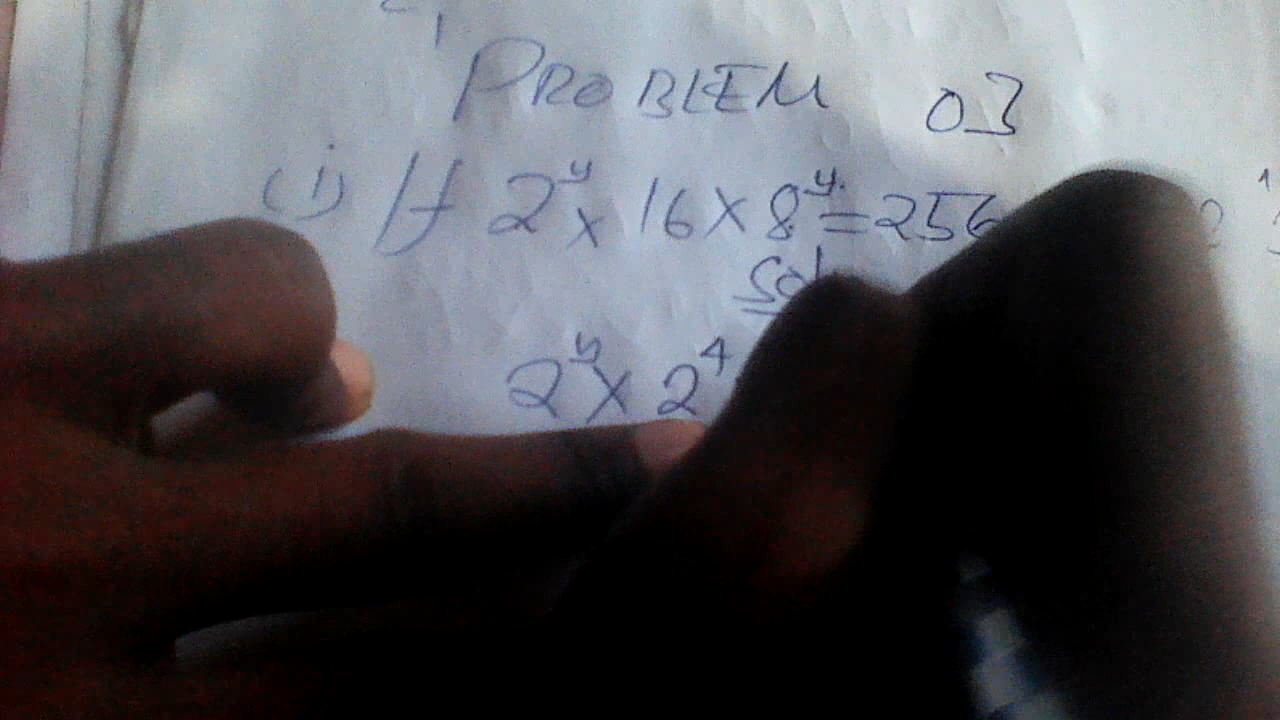 PROBLEM 03
(i) If 2^y x 16 x 8^y = 256
Sol
2^y x 2^4